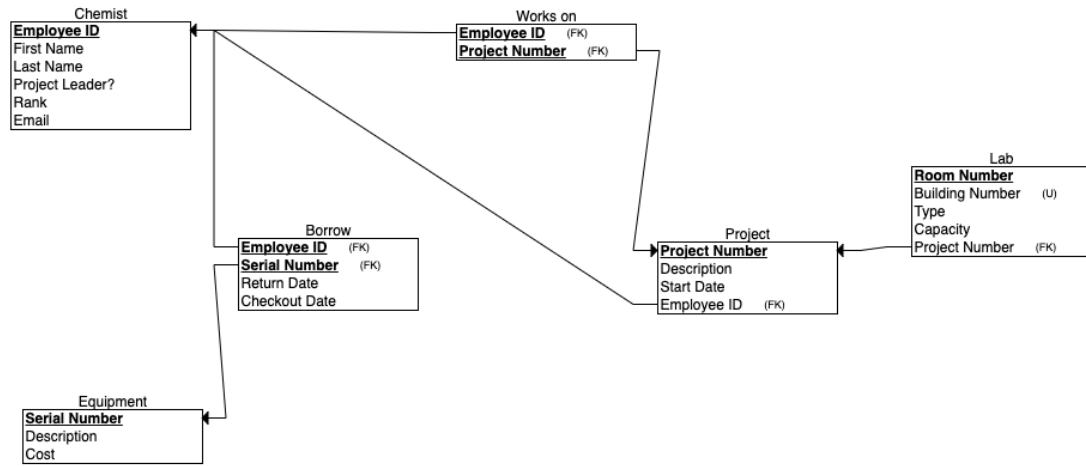 Chemist
Employee ID
First Name
Last Name
Project Leader?
Rank
Email
Works on
Employee ID (FK)
Project Number (FK)
Lab
Room Number
Building Number (U)
Type
Capacity
Project Number (FK)
Borrow
Employee ID (FK)
Serial Number (FK)
Return Date
Checkout Date
Project
Project Number
Description
Start Date
Employee ID (FK)
Equipment
Serial Number
Description
Cost